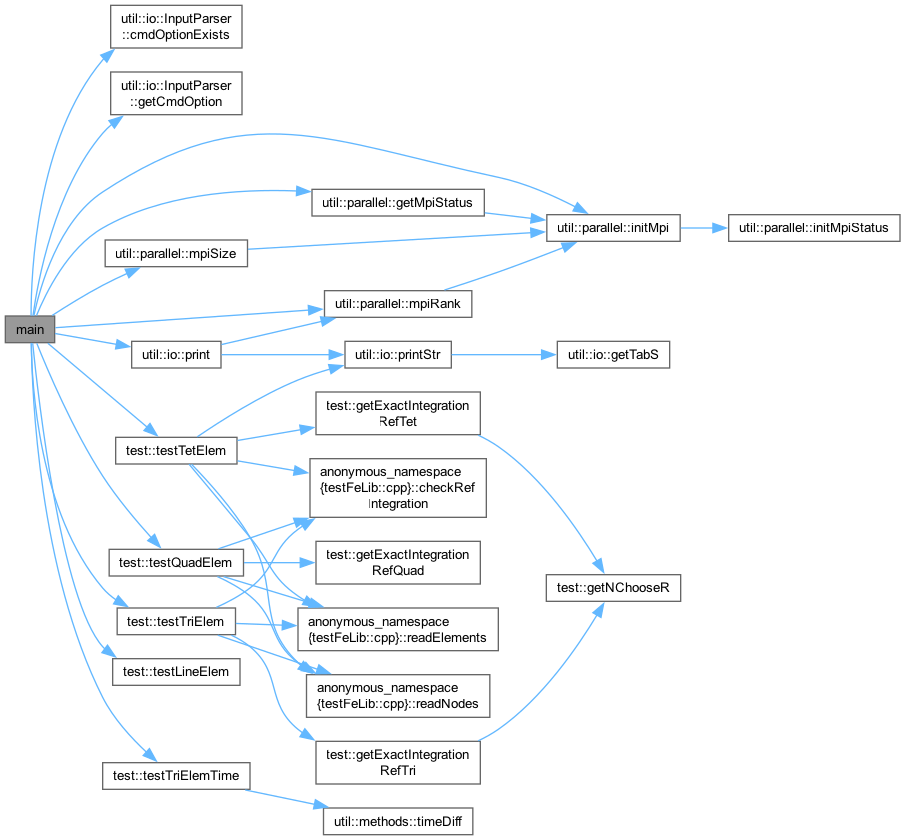 util::io::InputParser
::cmdOptionExists
util::io::InputParser
::getCmdOption
util::parallel::getMpiStatus
util::parallel::initMpi
util::parallel::initMpiStatus
util::parallel::mpiSize
util::parallel::mpiRank
main
util::io::print
util::io::printStr
util::io::getTabS
test::getExactIntegration
RefTet
test::testTetElem
anonymous_namespace
{testFeLib::cpp}::checkRef
Integration
test::testQuadElem
test::getExactIntegration
RefQuad
test::getNChooseR
test::testTriElem
anonymous_namespace
{testFeLib::cpp}::readElements
test::testLineElem
anonymous_namespace
{testFeLib::cpp}::readNodes
test::getExactIntegration
RefTri
test::testTriElemTime
util::methods::timeDiff